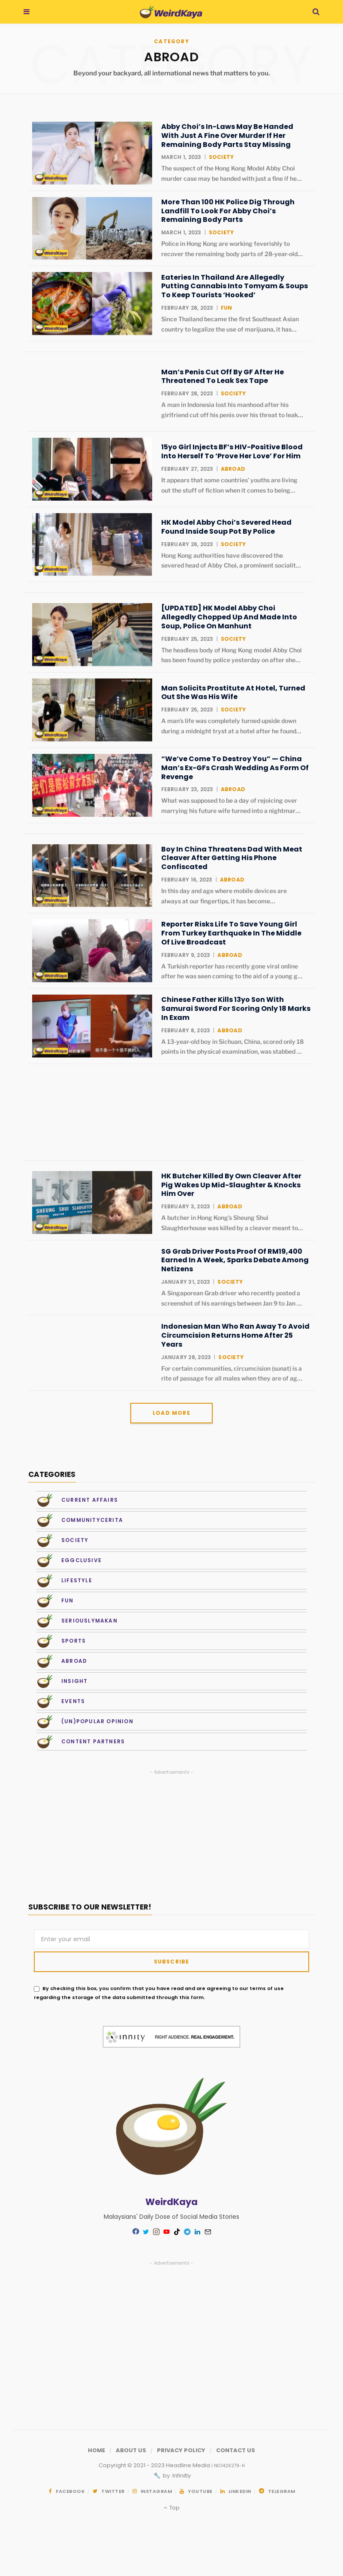 WeirdKaya
CATEGORY
ABROAD
Beyond your backyard, all international news that matters to you.
Abby Choi's In-Laws May Be Handed
With Just A Fine Over Murder If Her
Remaining Body Parts Stay Missing
MARCH 1, 2023 | SOCIETY
The suspect of the Hong Kong Model Abby Choi
murder case may be handed with just a fine if he...
More Than 100 HK Police Dig Through
Landfill To Look For Abby Choi's
Remaining Body Parts
MARCH 1, 2023 | SOCIETY
Police in Hong Kong are working feverishly to
recover the remaining body parts of 28-year-old...
Eateries In Thailand Are Allegedly
Putting Cannabis Into Tomyam & Soups
To Keep Tourists 'Hooked'
FEBRUARY 28, 2023 | FUN
Since Thailand became the first Southeast Asian
country to legalize the use of marijuana, it has...
Man's Penis Cut Off By GF After He
Threatened To Leak Sex Tape
FEBRUARY 28, 2023 | SOCIETY
A man in Indonesia lost his manhood after his
girlfriend cut off his penis over his threat to leak...
15yo Girl Injects BF's HIV-Positive Blood
Into Herself To 'Prove Her Love' For Him
FEBRUARY 27, 2023 | ABROAD
It appears that some countries' youths are living
out the stuff of fiction when it comes to being...
HK Model Abby Choi's Severed Head
Found Inside Soup Pot By Police
FEBRUARY 26, 2023 | SOCIETY
Hong Kong authorities have discovered the
severed head of Abby Choi, a prominent socialit...
[UPDATED] HK Model Abby Choi
Allegedly Chopped Up And Made Into
Soup, Police On Manhunt
FEBRUARY 25, 2023 | SOCIETY
The headless body of Hong Kong model Abby Choi
has been found by police yesterday on after she...
Man Solicits Prostitute At Hotel, Turned
Out She Was His Wife
FEBRUARY 25, 2023 | SOCIETY
A man's life was completely turned upside down
during a midnight tryst at a hotel after he found...
"We've Come To Destroy You" — China
Man's Ex-GFs Crash Wedding As Form Of
Revenge
FEBRUARY 23, 2023 | ABROAD
What was supposed to be a day of rejoicing over
marrying his future wife turned into a nightmar...
Boy In China Threatens Dad With Meat
Cleaver After Getting His Phone
Confiscated
FEBRUARY 16, 2023 | ABROAD
In this day and age where mobile devices are
always at our fingertips, it has become...
Reporter Risks Life To Save Young Girl
From Turkey Earthquake In The Middle
Of Live Broadcast
FEBRUARY 9, 2023 | ABROAD
A Turkish reporter has recently gone viral online
after he was seen coming to the aid of a young g...
Chinese Father Kills 13yo Son With
Samurai Sword For Scoring Only 18 Marks
In Exam
FEBRUARY 8, 2023 | ABROAD
A 13-year-old boy in Sichuan, China, scored only 18
points in the physical examination, was stabbed ...
HK Butcher Killed By Own Cleaver After
Pig Wakes Up Mid-Slaughter & Knocks
Him Over
FEBRUARY 3, 2023 | ABROAD
A butcher in Hong Kong's Sheung Shui
Slaughterhouse was killed by a cleaver meant to...
SG Grab Driver Posts Proof Of RM19,400
Earned In A Week, Sparks Debate Among
Netizens
JANUARY 31, 2023 | SOCIETY
A Singaporean Grab driver who recently posted a
screenshot of his earnings between Jan 9 to Jan ...
Indonesian Man Who Ran Away To Avoid
Circumcision Returns Home After 25
Years
JANUARY 29, 2023 | SOCIETY
For certain communities, circumcision (sunat) is a
rite of passage for all males when they are of ag...
LOAD MORE
CATEGORIES
CURRENT AFFAIRS
COMMUNITYCERITA
SOCIETY
EGGCLUSIVE
LIFESTYLE
FUN
SERIOUSLYMAKAN
SPORTS
ABROAD
INSIGHT
EVENTS
(UN)POPULAR OPINION
CONTENT PARTNERS
- Advertisements -
SUBSCRIBE TO OUR NEWSLETTER!
Enter your email
SUBSCRIBE
By checking this box, you confirm that you have read and are agreeing to our terms of use
regarding the storage of the data submitted through this form.
innity RIGHT AUDIENCE. REAL ENGAGEMENT.
WeirdKaya
Malaysians' Daily Dose of Social Media Stories
- Advertisements -
HOME / ABOUT US / PRIVACY POLICY / CONTACT US
Copyright © 2021 - 2023 Headline Media
by Infinity
FACEBOOK TWITTER INSTAGRAM YOUTUBE LINKEDIN TELEGRAM
Top